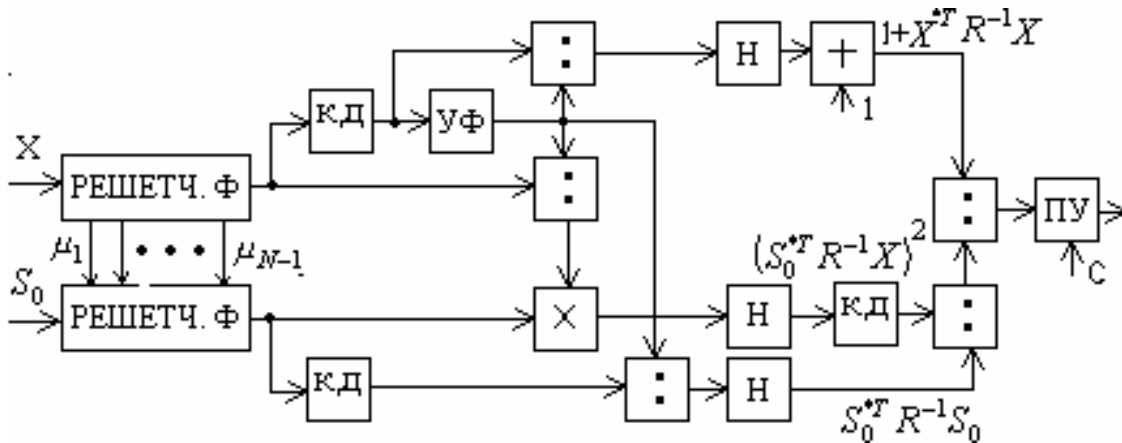 : Н + 1+X*ᵀR⁻¹X
КД УФ 1
X
РЕШЕТЧ. Ф : : ПУ
μ₁ • • • μ_{N-1} (S₀*ᵀR⁻¹X)² C
S₀
РЕШЕТЧ. Ф X Н КД :
КД : Н
S₀*ᵀR⁻¹S₀